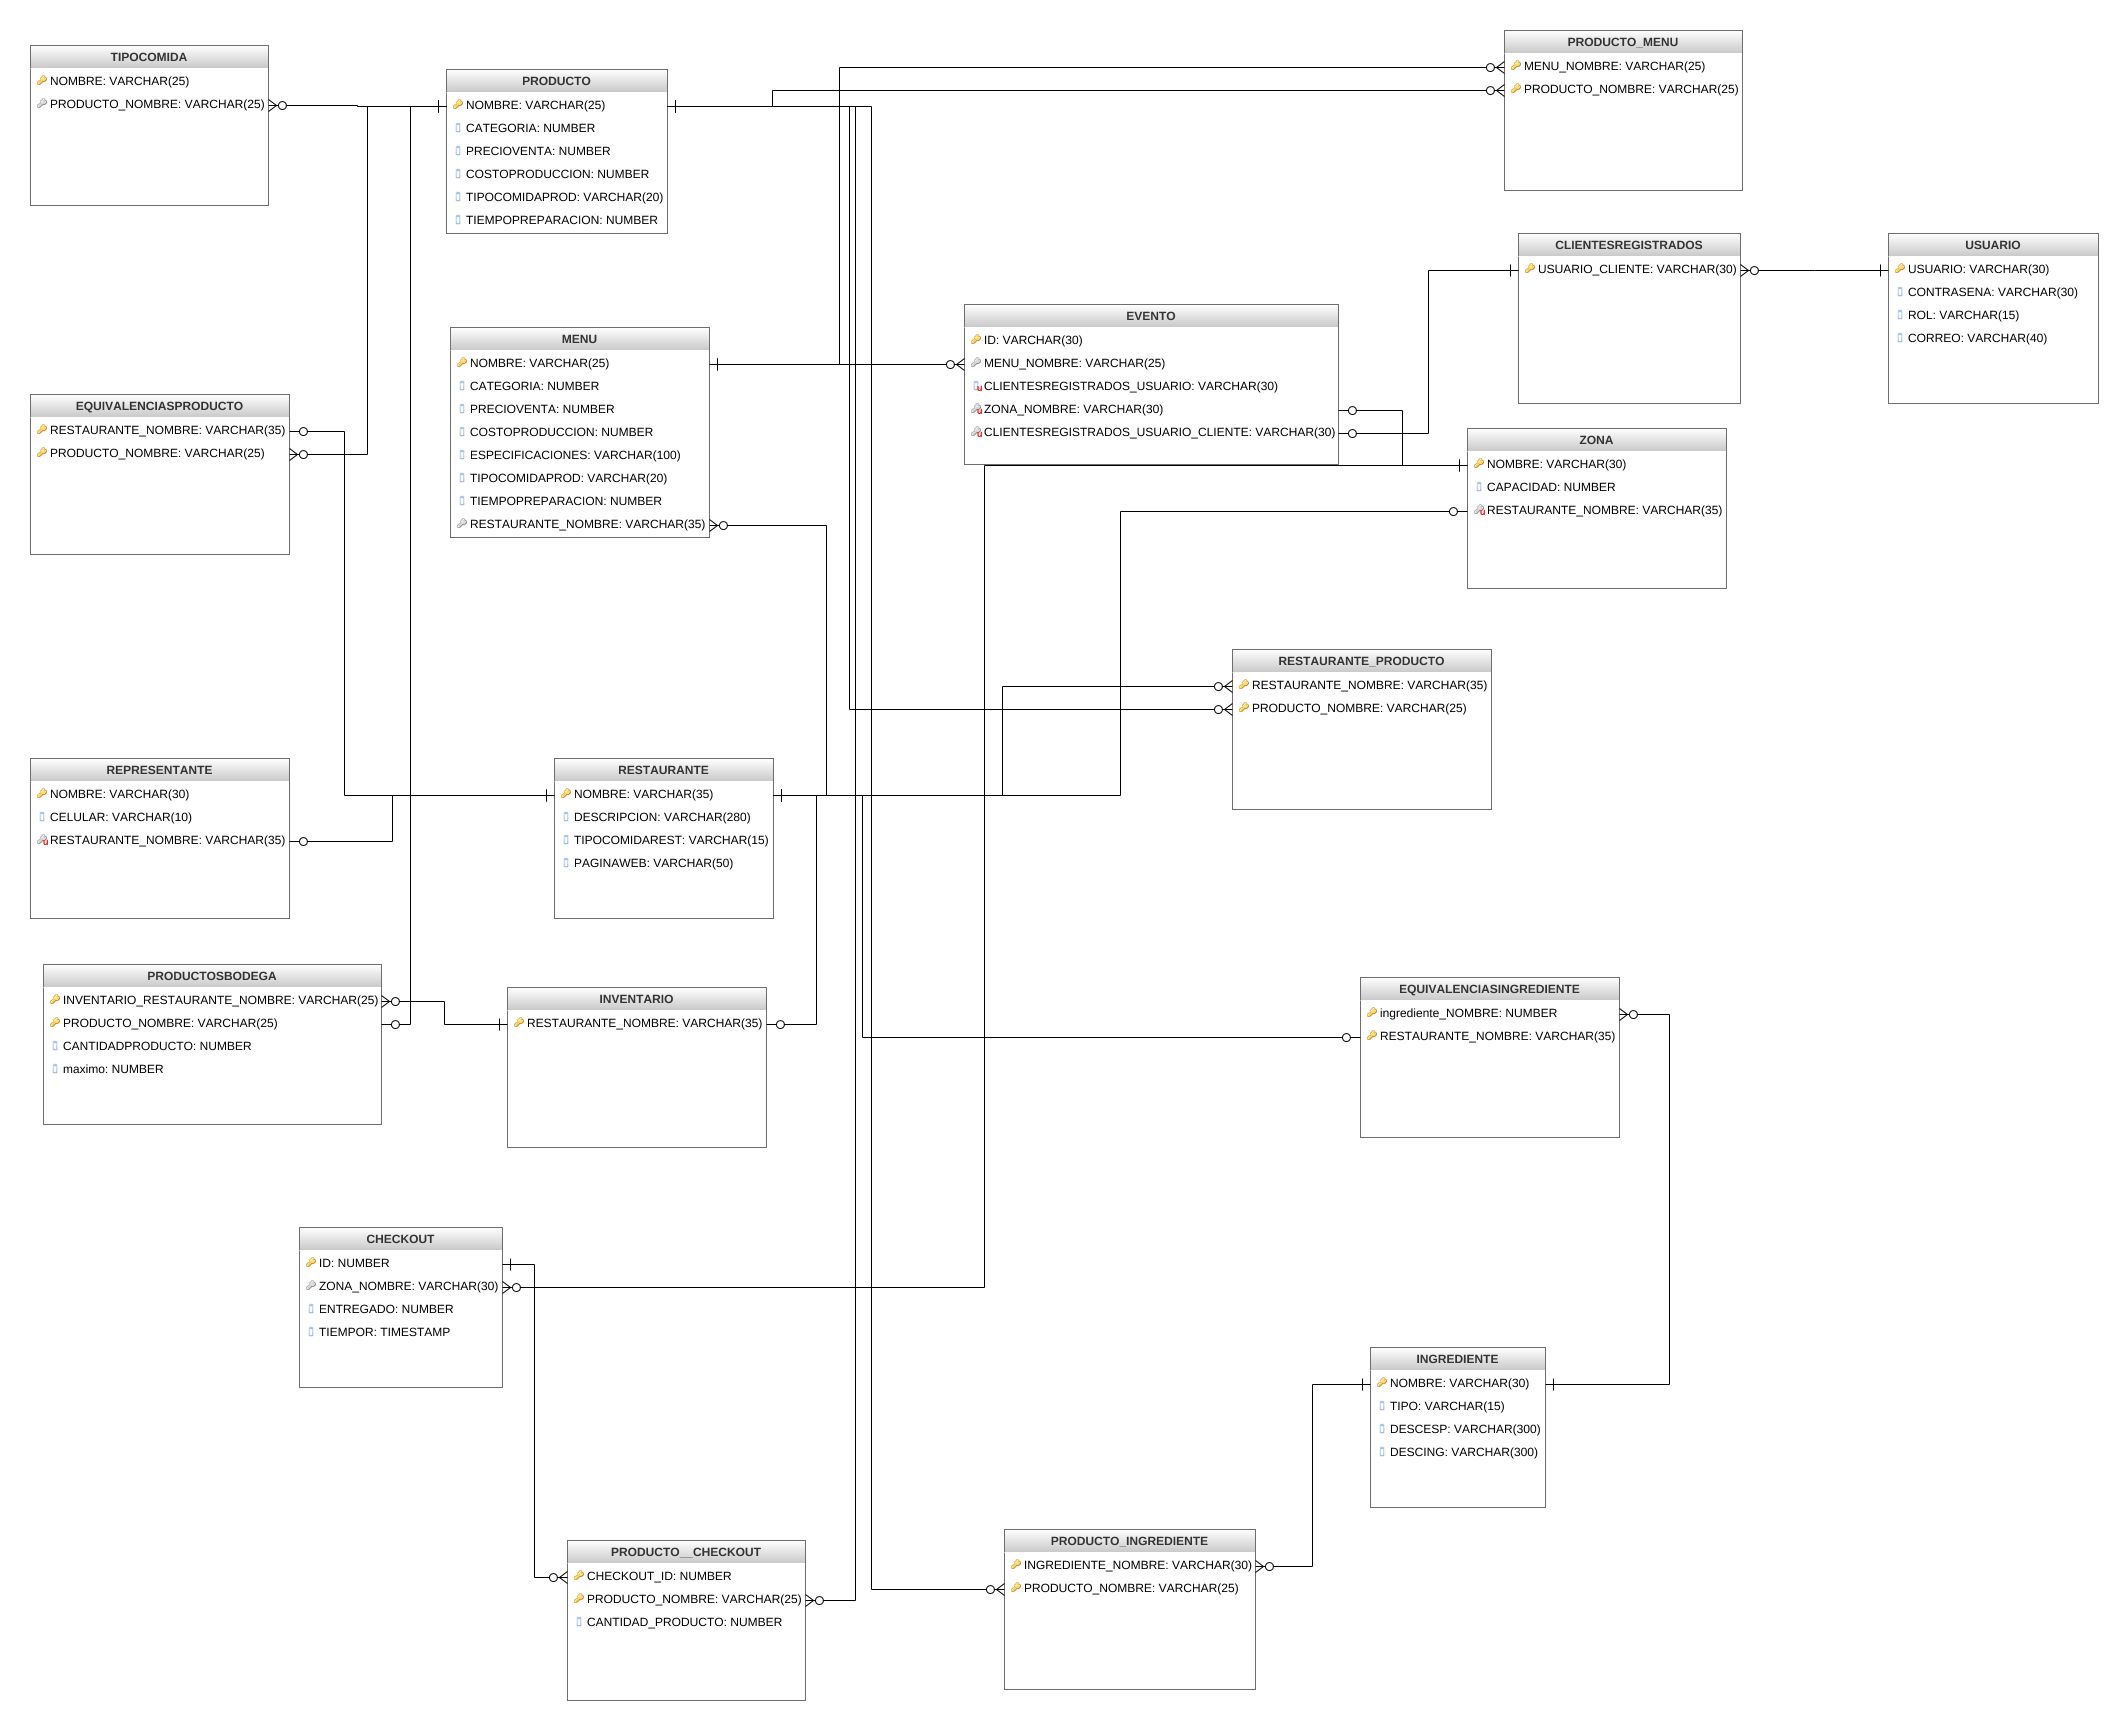 TIPOCOMIDA
NOMBRE: VARCHAR(25)
PRODUCTO_NOMBRE: VARCHAR(25)
PRODUCTO
NOMBRE: VARCHAR(25)
CATEGORIA: NUMBER
PRECIOVENTA: NUMBER
COSTOPRODUCCION: NUMBER
TIPOCOMIDAPROD: VARCHAR(20)
TIEMPOPREPARACION: NUMBER
PRODUCTO_MENU
MENU_NOMBRE: VARCHAR(25)
PRODUCTO_NOMBRE: VARCHAR(25)
CLIENTESREGISTRADOS
USUARIO_CLIENTE: VARCHAR(30)
USUARIO
USUARIO: VARCHAR(30)
CONTRASENA: VARCHAR(30)
ROL: VARCHAR(15)
CORREO: VARCHAR(40)
EVENTO
ID: VARCHAR(30)
MENU_NOMBRE: VARCHAR(25)
CLIENTESREGISTRADOS_USUARIO: VARCHAR(30)
ZONA_NOMBRE: VARCHAR(30)
CLIENTESREGISTRADOS_USUARIO_CLIENTE: VARCHAR(30)
MENU
NOMBRE: VARCHAR(25)
CATEGORIA: NUMBER
PRECIOVENTA: NUMBER
COSTOPRODUCCION: NUMBER
ESPECIFICACIONES: VARCHAR(100)
TIPOCOMIDAPROD: VARCHAR(20)
TIEMPOPREPARACION: NUMBER
RESTAURANTE_NOMBRE: VARCHAR(35)
EQUIVALENCIASPRODUCTO
RESTAURANTE_NOMBRE: VARCHAR(35)
PRODUCTO_NOMBRE: VARCHAR(25)
ZONA
NOMBRE: VARCHAR(30)
CAPACIDAD: NUMBER
RESTAURANTE_NOMBRE: VARCHAR(35)
RESTAURANTE_PRODUCTO
RESTAURANTE_NOMBRE: VARCHAR(35)
PRODUCTO_NOMBRE: VARCHAR(25)
REPRESENTANTE
NOMBRE: VARCHAR(30)
CELULAR: VARCHAR(10)
RESTAURANTE_NOMBRE: VARCHAR(35)
RESTAURANTE
NOMBRE: VARCHAR(35)
DESCRIPCION: VARCHAR(280)
TIPOCOMIDAREST: VARCHAR(15)
PAGINAWEB: VARCHAR(50)
PRODUCTOSBODEGA
INVENTARIO_RESTAURANTE_NOMBRE: VARCHAR(25)
PRODUCTO_NOMBRE: VARCHAR(25)
CANTIDADPRODUCTO: NUMBER
maximo: NUMBER
INVENTARIO
RESTAURANTE_NOMBRE: VARCHAR(35)
EQUIVALENCIASINGREDIENTE
ingrediente_NOMBRE: NUMBER
RESTAURANTE_NOMBRE: VARCHAR(35)
CHECKOUT
ID: NUMBER
ZONA_NOMBRE: VARCHAR(30)
ENTREGADO: NUMBER
TIEMPOR: TIMESTAMP
INGREDIENTE
NOMBRE: VARCHAR(30)
TIPO: VARCHAR(15)
DESCESP: VARCHAR(300)
DESCING: VARCHAR(300)
PRODUCTO__CHECKOUT
CHECKOUT_ID: NUMBER
PRODUCTO_NOMBRE: VARCHAR(25)
CANTIDAD_PRODUCTO: NUMBER
PRODUCTO_INGREDIENTE
INGREDIENTE_NOMBRE: VARCHAR(30)
PRODUCTO_NOMBRE: VARCHAR(25)